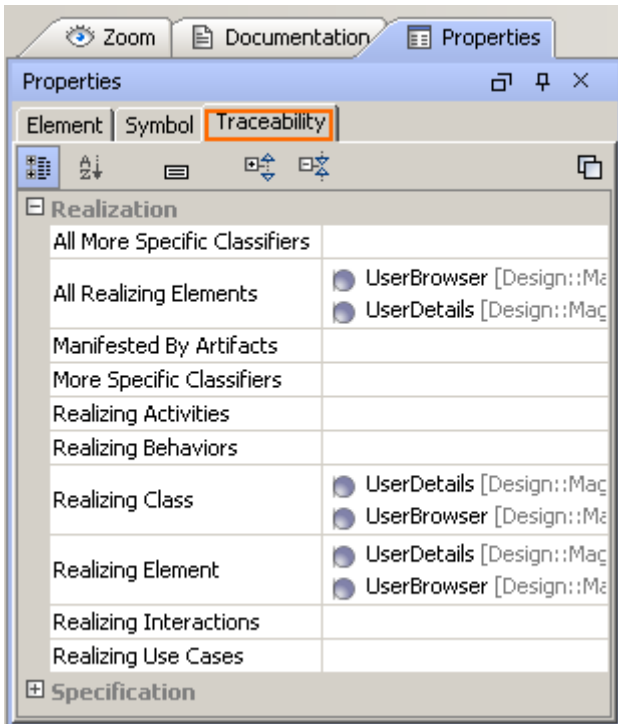 Zoom Documentation Properties
Properties
Element Symbol Traceability
Realization
All More Specific Classifiers
All Realizing Elements
UserBrowser [Design::Ma
UserDetails [Design::Mag
Manifested By Artifacts
More Specific Classifiers
Realizing Activities
Realizing Behaviors
Realizing Class
UserDetails [Design::Mag
UserBrowser [Design::Ma
Realizing Element
UserDetails [Design::Mag
UserBrowser [Design::Ma
Realizing Interactions
Realizing Use Cases
Specification